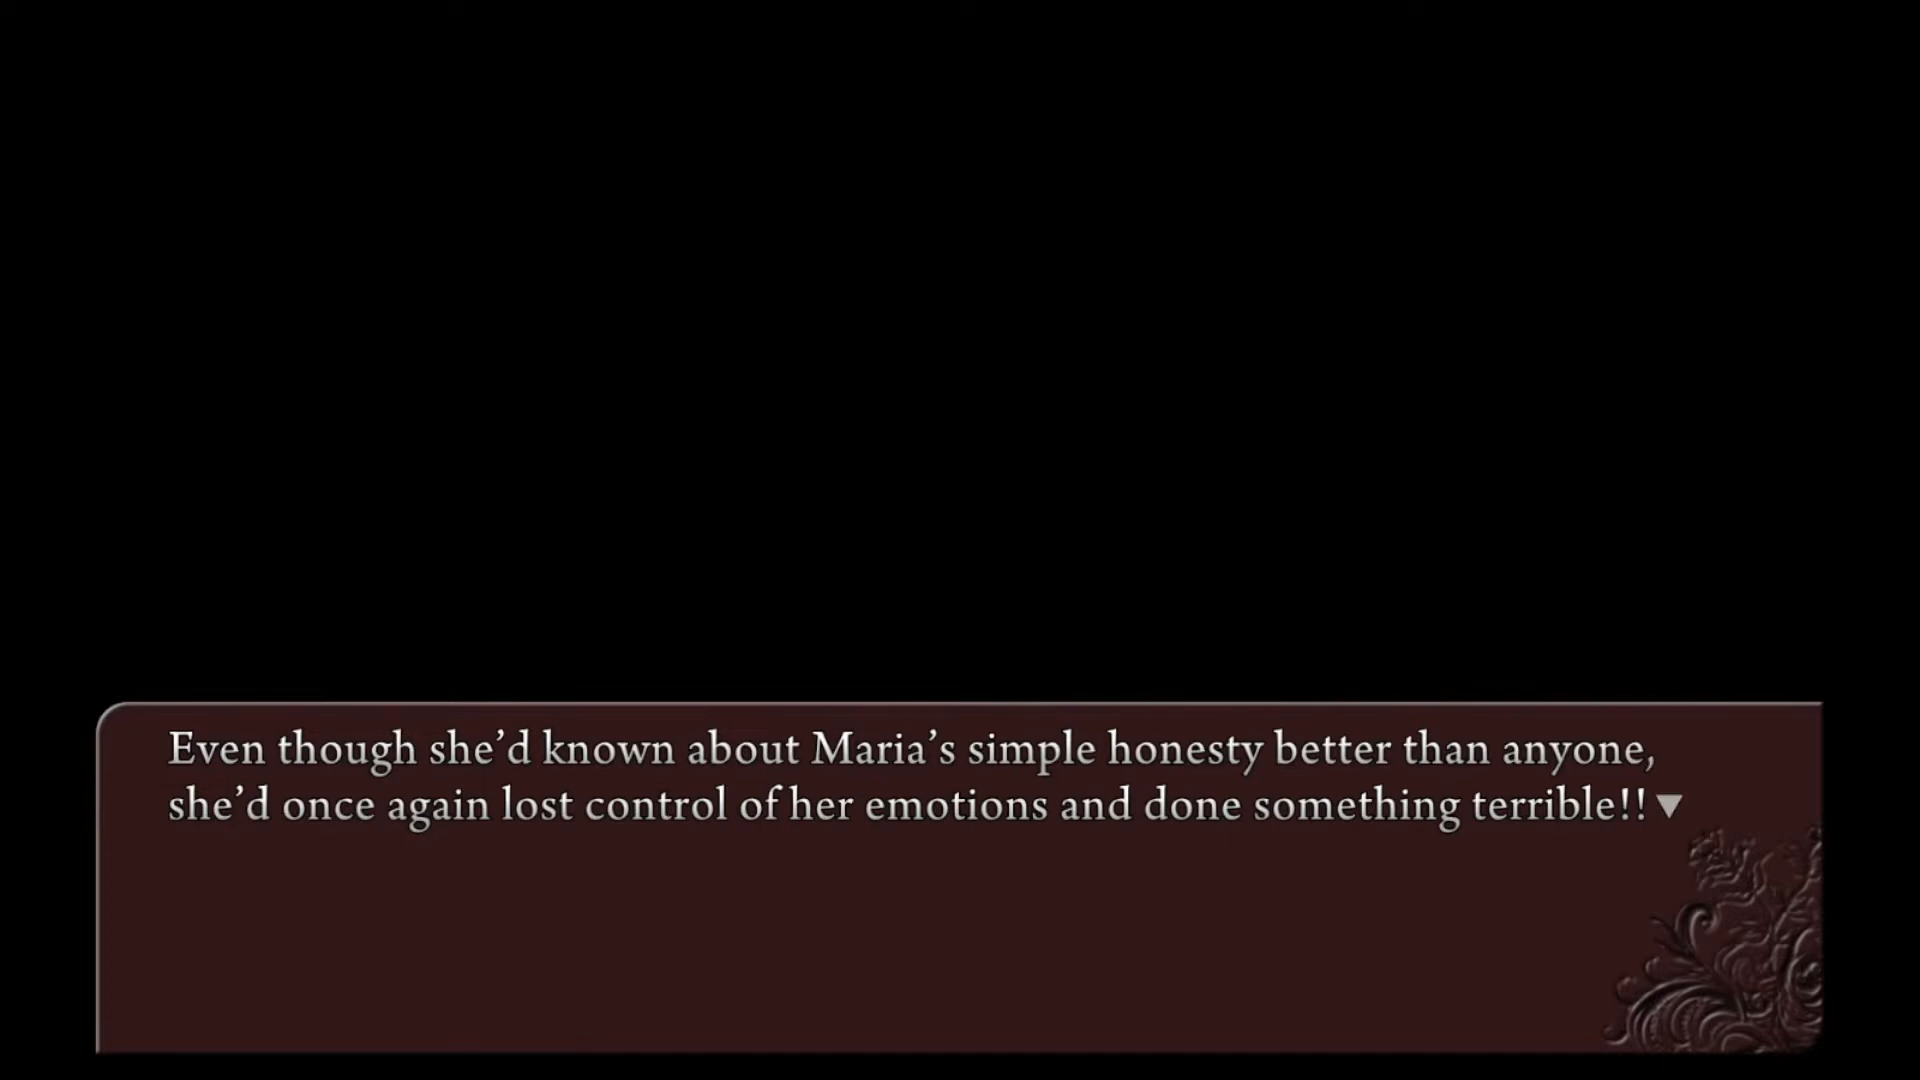 Even though she’d known about Maria’s simple honesty better than anyone,
she’d once again lost control of her emotions and done something terrible!!